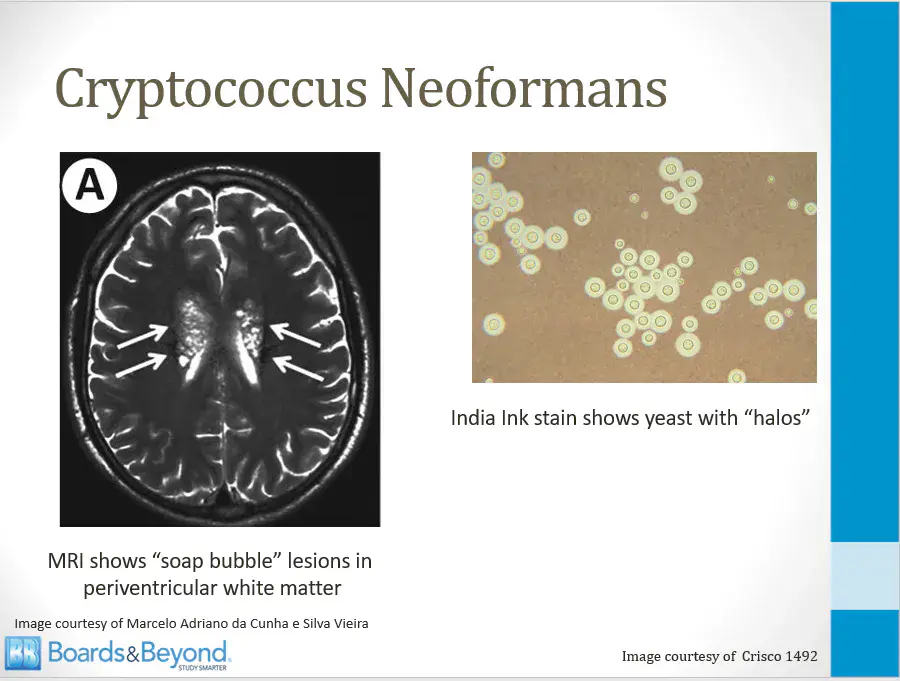 Cryptococcus Neoformans
A
India Ink stain shows yeast with “halos”
MRI shows “soap bubble” lesions in
periventricular white matter
Image courtesy of Marcelo Adriano da Cunha e Silva Vieira
BB Boards&Beyond.
STUDY SMARTER
Image courtesy of Crisco 1492